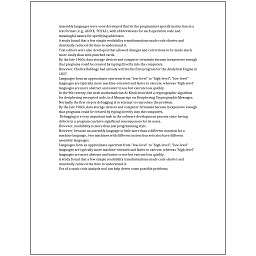 Assembly languages were soon developed that let the programmer specify instruction in a
text format (e.g., ADD X, TOTAL), with abbreviations for each operation code and
meaningful names for specifying addresses.
A study found that a few simple readability transformations made code shorter and
drastically reduced the time to understand it.
Text editors were also developed that allowed changes and corrections to be made much
more easily than with punched cards.
By the late 1960s, data storage devices and computer terminals became inexpensive enough
that programs could be created by typing directly into the computers.
However, Charles Babbage had already written his first program for the Analytical Engine in
1837.
Languages form an approximate spectrum from "low-level" to "high-level"; "low-level"
languages are typically more machine-oriented and faster to execute, whereas "high-level"
languages are more abstract and easier to use but execute less quickly.
In the 9th century, the Arab mathematician Al-Kindi described a cryptographic algorithm
for deciphering encrypted code, in A Manuscript on Deciphering Cryptographic Messages.
Normally the first step in debugging is to attempt to reproduce the problem.
By the late 1960s, data storage devices and computer terminals became inexpensive enough
that programs could be created by typing directly into the computers.
Debugging is a very important task in the software development process since having
defects in a program can have significant consequences for its users.
However, readability is more than just programming style.
However, because an assembly language is little more than a different notation for a
machine language, two machines with different instruction sets also have different
assembly languages.
Languages form an approximate spectrum from "low-level" to "high-level"; "low-level"
languages are typically more machine-oriented and faster to execute, whereas "high-level"
languages are more abstract and easier to use but execute less quickly.
A study found that a few simple readability transformations made code shorter and
drastically reduced the time to understand it.
Use of a static code analysis tool can help detect some possible problems.